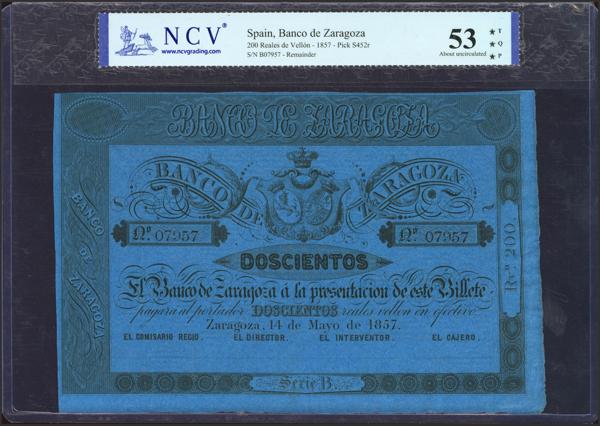 NCV®
www.ncvgrading.com
Spain, Banco de Zaragoza
200 Reales de Vellón - 1857 - Pick S452r
S/N B07957 - Remainder
53
About uncirculated
★ T
★ Q
★ P
BANCO DE ZARAGOZA
BANCO DE ZARAGOZA
BANCO DE ZARAGOZA
Nº 07957
Nº 07957
DOSCIENTOS
El Banco de Zaragoza á la presentacion de este Billete
pagará al portador DOSCIENTOS reales vellon en efectivo.
Zaragoza, 14 de Mayo de 1857.
EL COMISARIO REGIO.
EL DIRECTOR.
EL INTERVENTOR.
EL CAJERO.
Rs. vn 200.
Serie B.